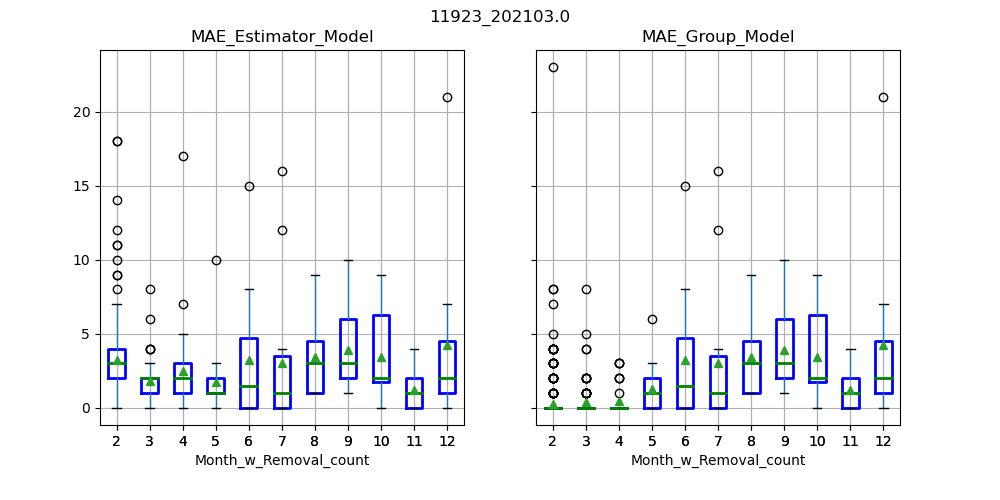 11923_202103.0
MAE_Estimator_Model
MAE_Group_Model
20
15
10
5
0
2 3 4 5 6 7 8 9 10 11 12
2 3 4 5 6 7 8 9 10 11 12
Month_w_Removal_count
Month_w_Removal_count